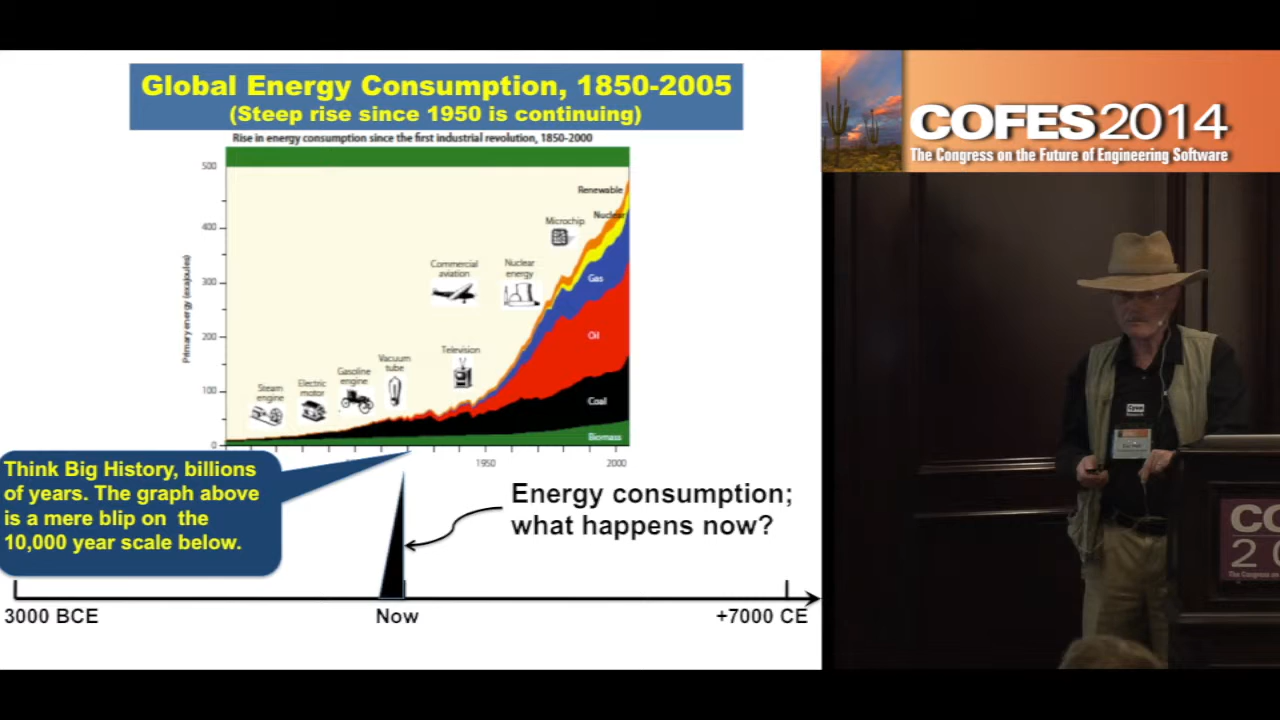 Global Energy Consumption, 1850-2005
(Steep rise since 1950 is continuing)
Rise in energy consumption since the first industrial revolution, 1850-2000
Primary energy (exajoules)
500
400
300
200
100
0
Steam
engine
Electric
motor
Gasoline
engine
Vacuum
tube
Television
Commercial
aviation
Nuclear
energy
Microchip
Renewable
Nuclear
Gas
Oil
Coal
Biomass
1950
2000
Think Big History, billions
of years. The graph above
is a mere blip on the
10,000 year scale below.
Energy consumption;
what happens now?
3000 BCE
Now
+7000 CE
COFES2014
The Congress on the Future of Engineering Software
CO
20